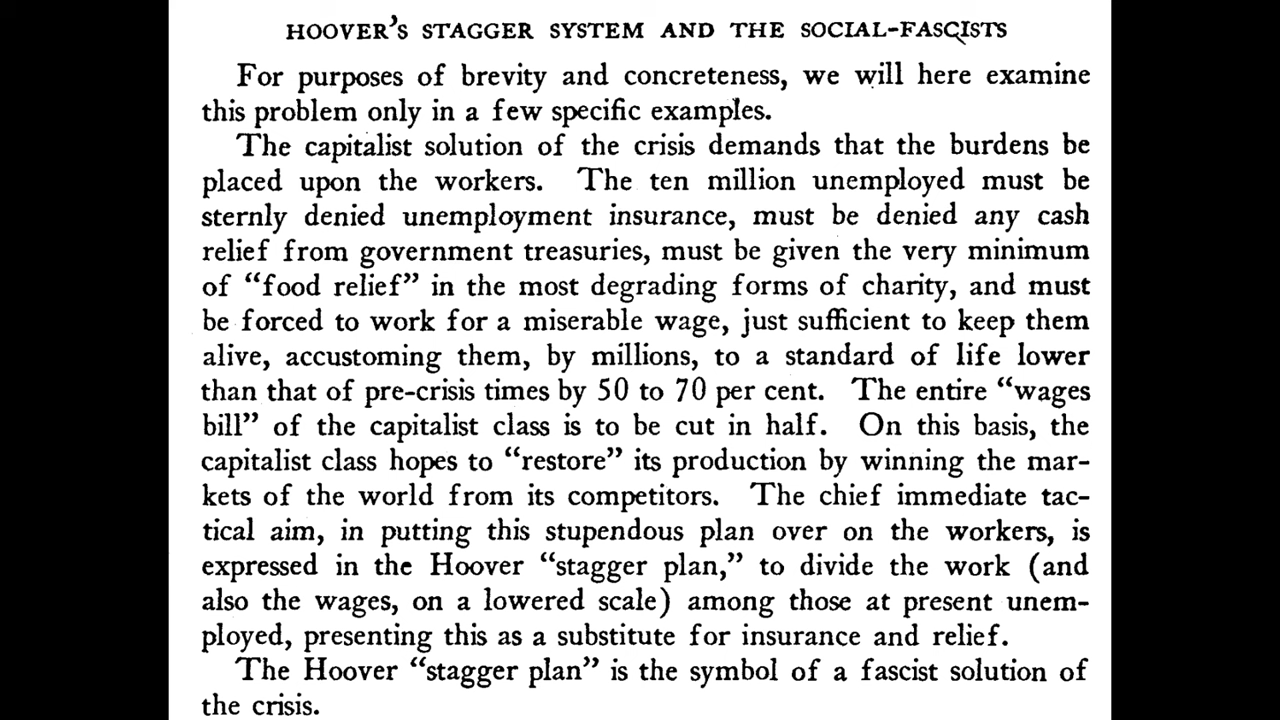 HOOVER'S STAGGER SYSTEM AND THE SOCIAL-FASCISTS
For purposes of brevity and concreteness, we will here examine
this problem only in a few specific examples.
The capitalist solution of the crisis demands that the burdens be
placed upon the workers. The ten million unemployed must be
sternly denied unemployment insurance, must be denied any cash
relief from government treasuries, must be given the very minimum
of "food relief" in the most degrading forms of charity, and must
be forced to work for a miserable wage, just sufficient to keep them
alive, accustoming them, by millions, to a standard of life lower
than that of pre-crisis times by 50 to 70 per cent. The entire "wages
bill" of the capitalist class is to be cut in half. On this basis, the
capitalist class hopes to "restore" its production by winning the mar-
kets of the world from its competitors. The chief immediate tac-
tical aim, in putting this stupendous plan over on the workers, is
expressed in the Hoover "stagger plan," to divide the work (and
also the wages, on a lowered scale) among those at present unem-
ployed, presenting this as a substitute for insurance and relief.
The Hoover "stagger plan" is the symbol of a fascist solution of
the crisis.